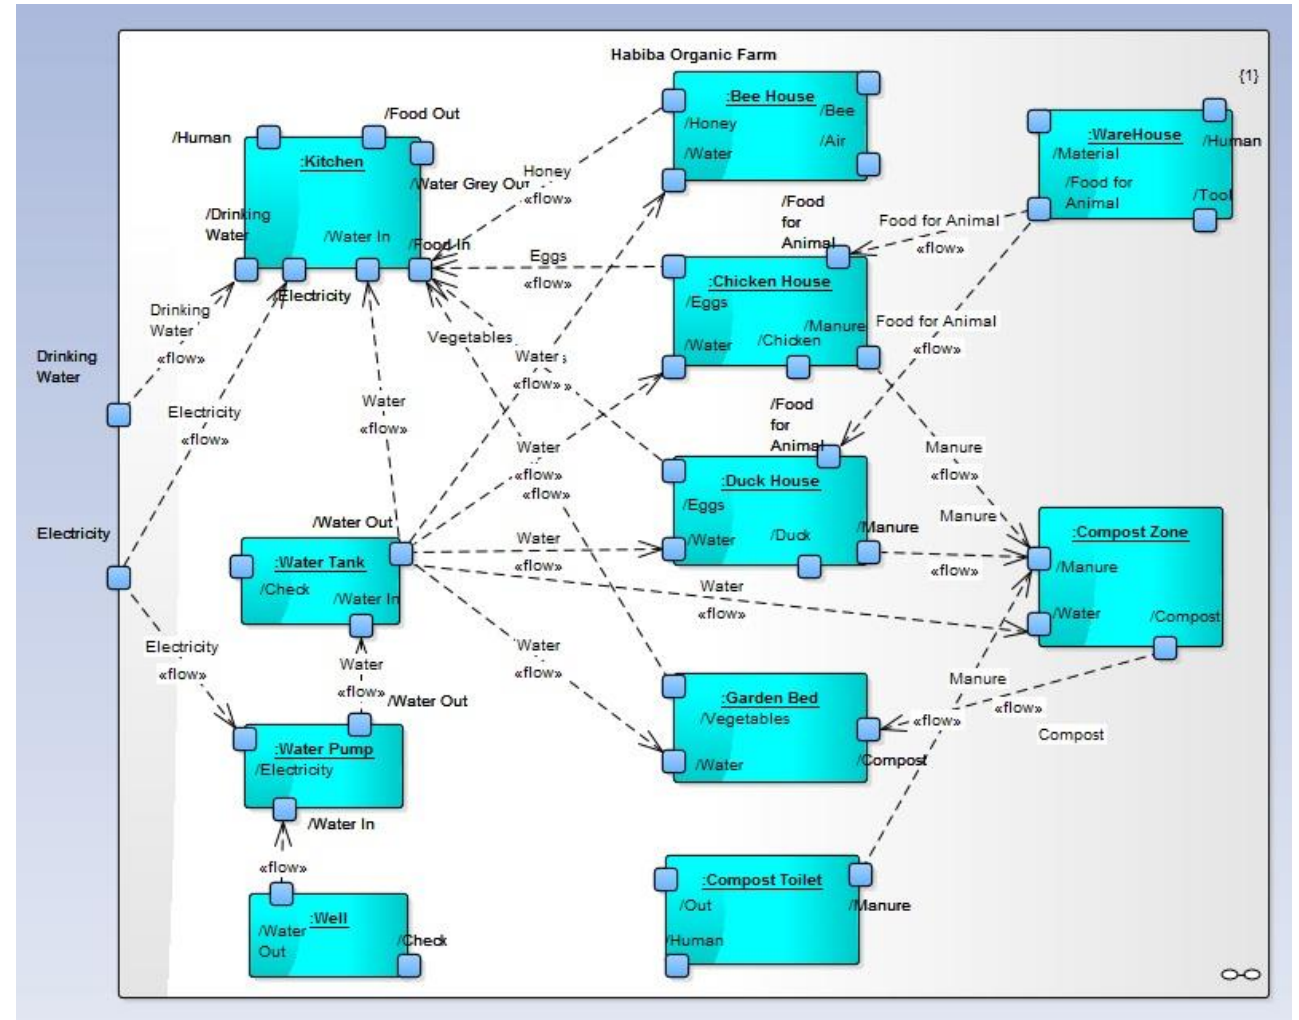 Habiba Organic Farm
{1}
:Bee House
/Honey
/Water
/Bee
/Air
:WareHouse
/Material
/Food for
Animal
/Human
/Tool
/Human
/Food Out
:Kitchen
/Water Grey Out
/Drinking
Water
/Water In
/Food In
/Electricity
Honey
«flow»
Eggs
«flow»
/Food
for
Animal
Food for Animal
«flow»
:Chicken House
/Eggs
/Manure
/Water
/Chicken
Food for Animal
«flow»
Drinking
Water
«flow»
Drinking
Water
Electricity
«flow»
Water
«flow»
Vegetables
Water
«flow»
/Food
for
Animal
Water
«flow»
«flow»
Manure
«flow»
:Duck House
/Eggs
/Water
/Duck
/Manure
Manure
«flow»
Electricity
/Water Out
:Water Tank
/Check
/Water In
Water
«flow»
Water
«flow»
:Compost Zone
/Manure
/Water
/Compost
Electricity
«flow»
Water
«flow»
/Water Out
Water
«flow»
:Garden Bed
/Vegetables
/Water
/Compost
Manure
«flow»
«flow»
Compost
:Water Pump
/Electricity
/Water In
«flow»
:Well
/Water
Out
/Check
:Compost Toilet
/Out
/Human
/Manure